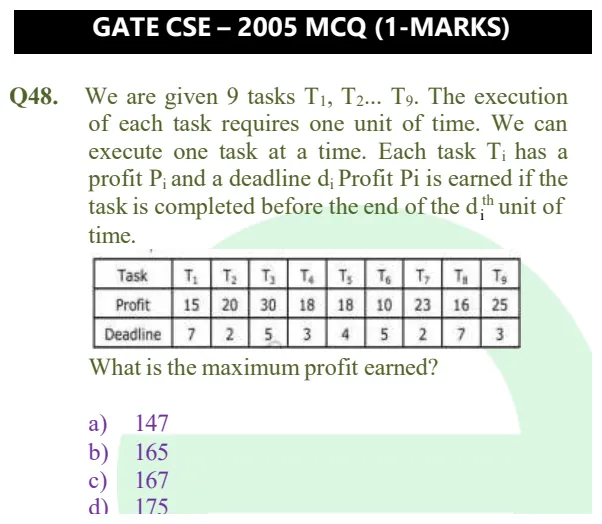 GATE CSE – 2005 MCQ (1-MARKS)
Q48. We are given 9 tasks T₁, T₂... T₉. The execution
of each task requires one unit of time. We can
execute one task at a time. Each task Tᵢ has a
profit Pᵢ and a deadline dᵢ Profit Pi is earned if the
task is completed before the end of the dᵢᵗʰ unit of
time.
Task T₁ T₂ T₃ T₄ T₅ T₆ T₇ T₈ T₉
Profit 15 20 30 18 18 10 23 16 25
Deadline 7 2 5 3 4 5 2 7 3
What is the maximum profit earned?
a) 147
b) 165
c) 167
d) 175